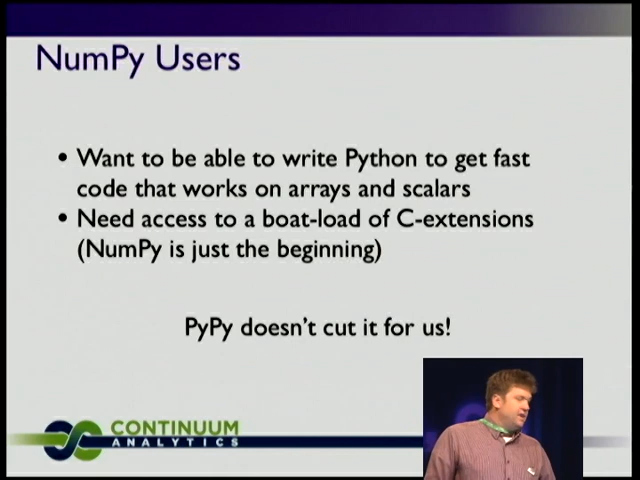 NumPy Users
• Want to be able to write Python to get fast
code that works on arrays and scalars
• Need access to a boat-load of C-extensions
(NumPy is just the beginning)
PyPy doesn't cut it for us!
CONTINUUM
ANALYTICS